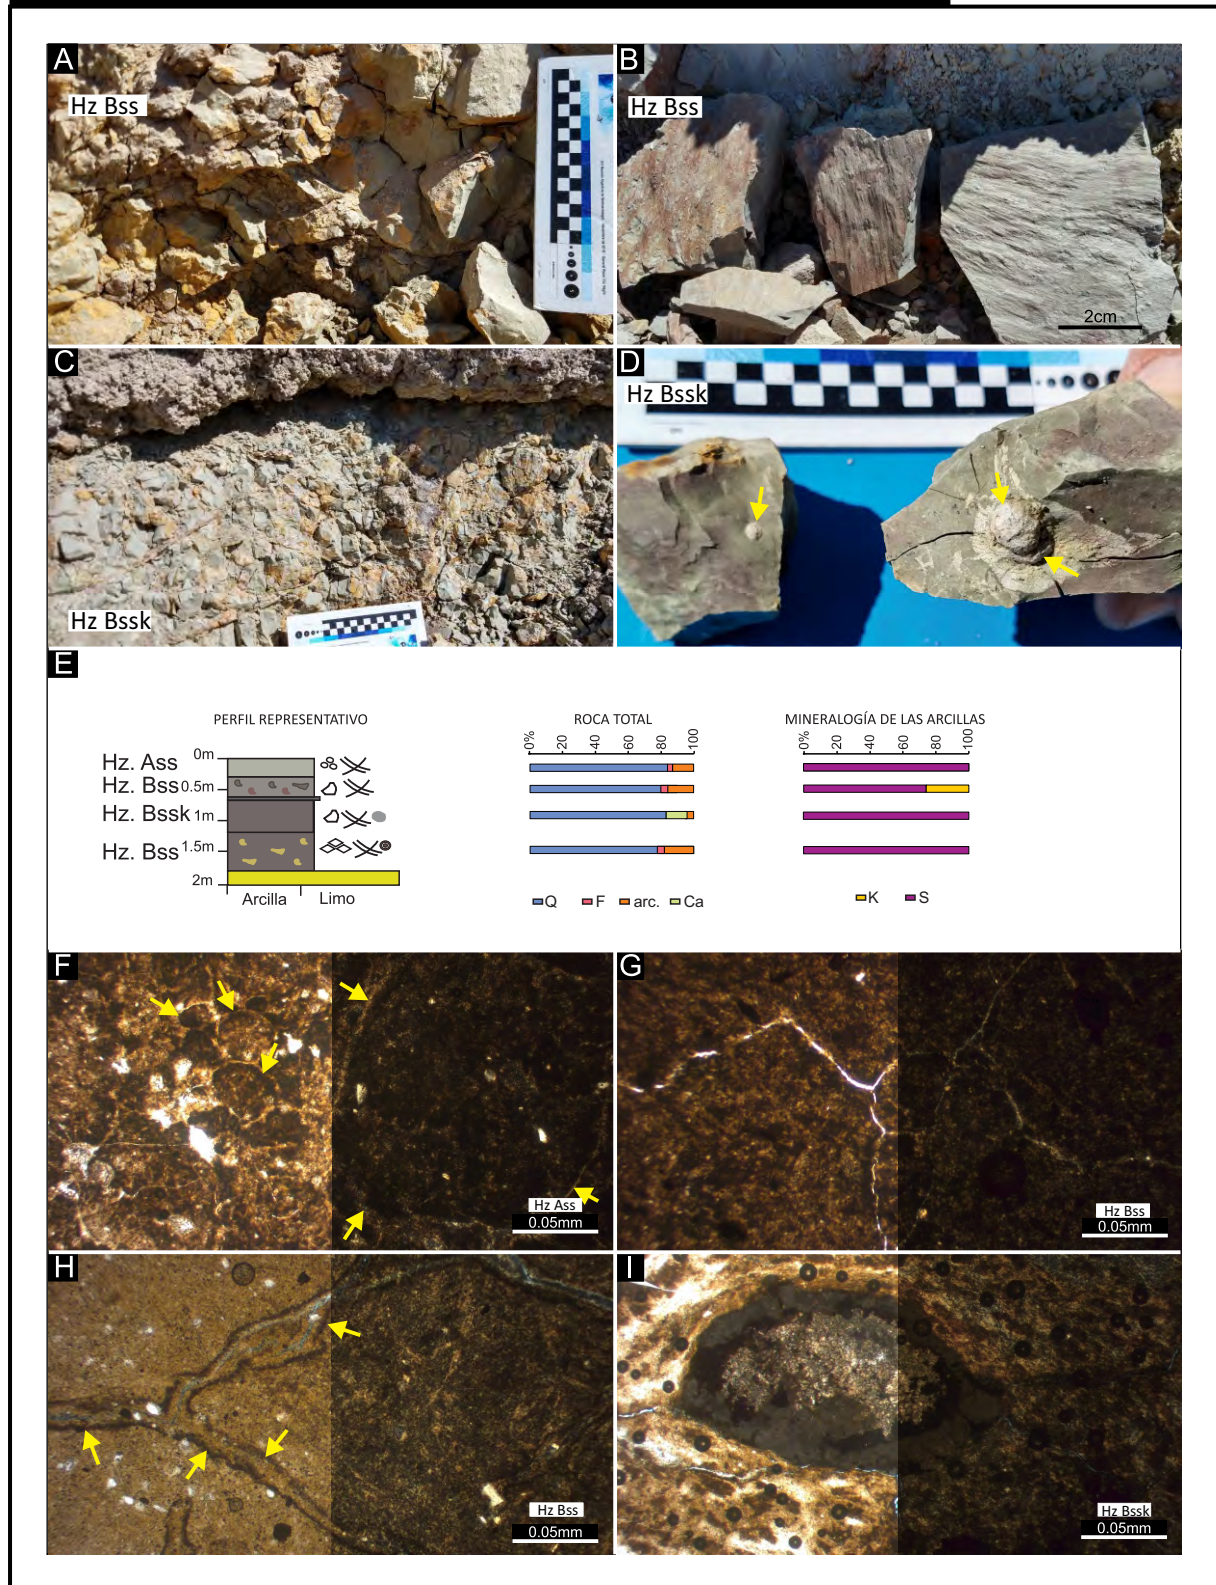 A
Hz Bss
B
Hz Bss
2cm
C
Hz Bssk
D
Hz Bssk
E
PERFIL REPRESENTATIVO
ROCA TOTAL
MINERALOGÍA DE LAS ARCILLAS
0%
20
40
60
80
100
0%
20
40
60
80
100
0m
Hz. Ass
Hz. Bss
0.5m
Hz. Bssk
1m
Hz. Bss
1.5m
2m
Arcilla
Limo
Q
F
arc.
Ca
K
S
F
Hz Ass
0.05mm
G
Hz Bss
0.05mm
H
Hz Bss
0.05mm
I
Hz Bssk
0.05mm